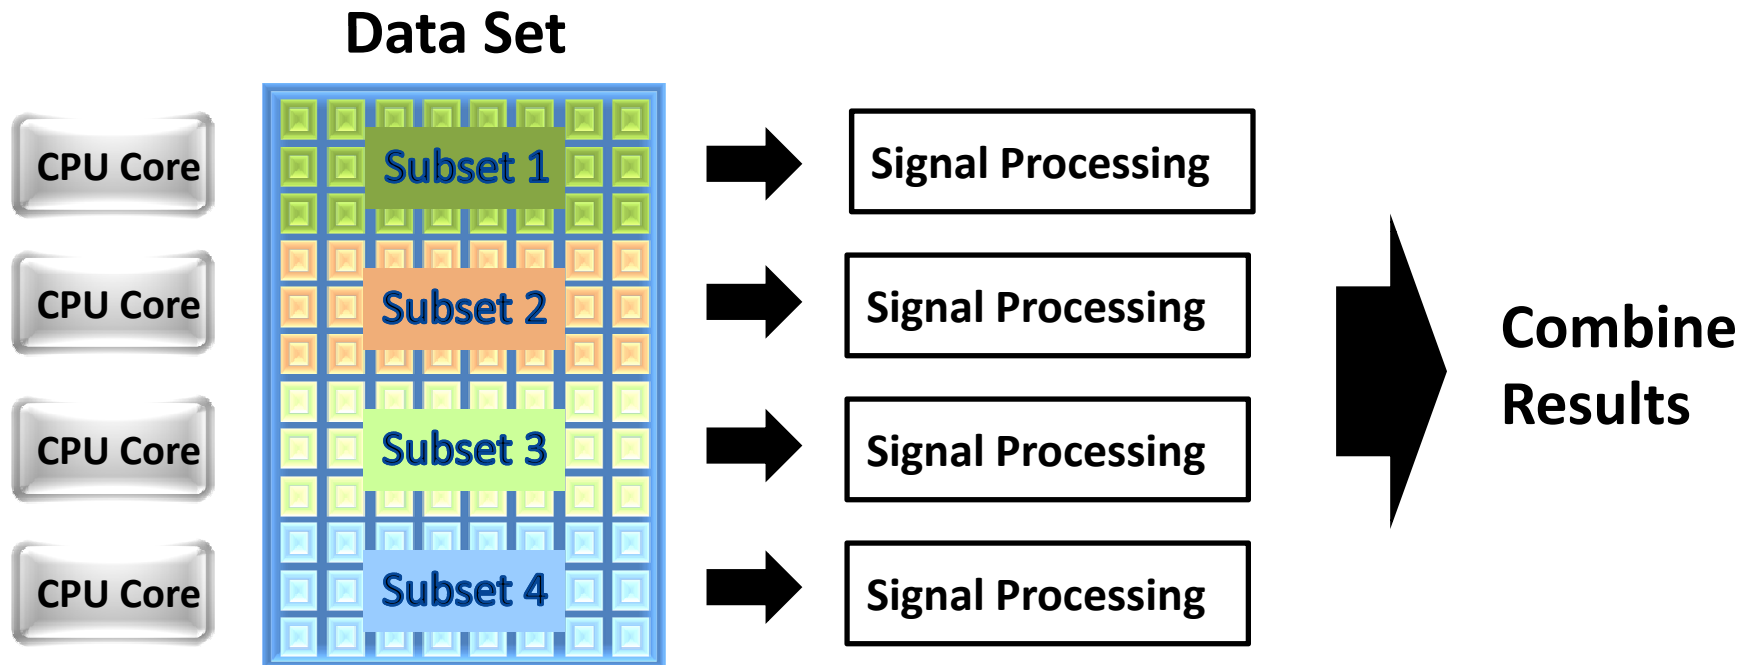 Data Set
CPU Core
Subset 1
Signal Processing
CPU Core
Subset 2
Signal Processing
CPU Core
Subset 3
Signal Processing
CPU Core
Subset 4
Signal Processing
Combine
Results